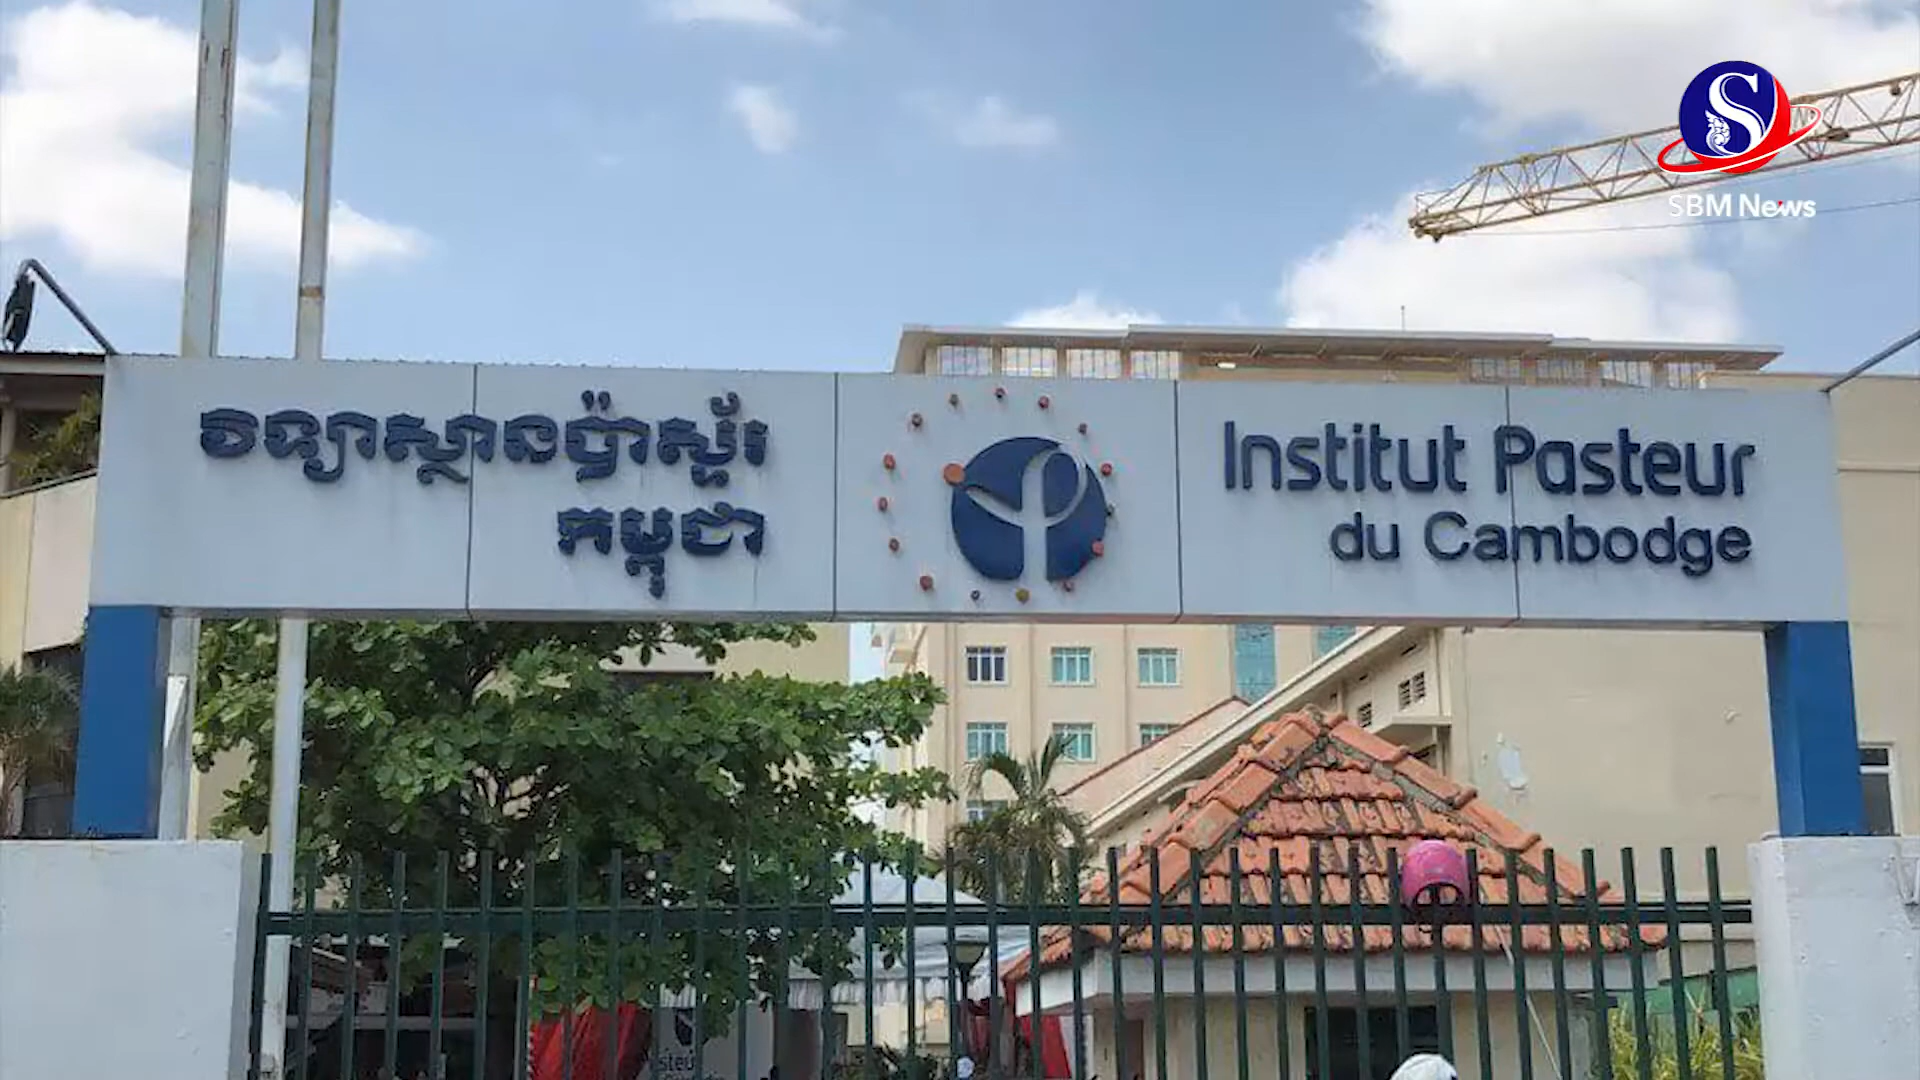 SBM News
វិទ្យាស្ថានប៉ាស្ទ័រ
កម្ពុជា
Institut Pasteur
du Cambodge